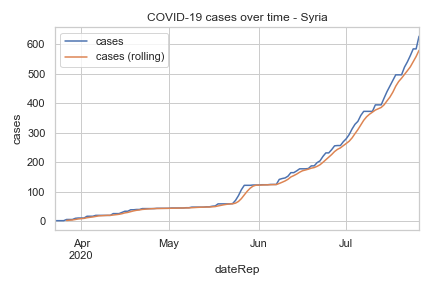 COVID-19 cases over time - Syria
cases
cases (rolling)
600
500
400
300
200
100
0
cases
Apr
2020
May
Jun
Jul
dateRep